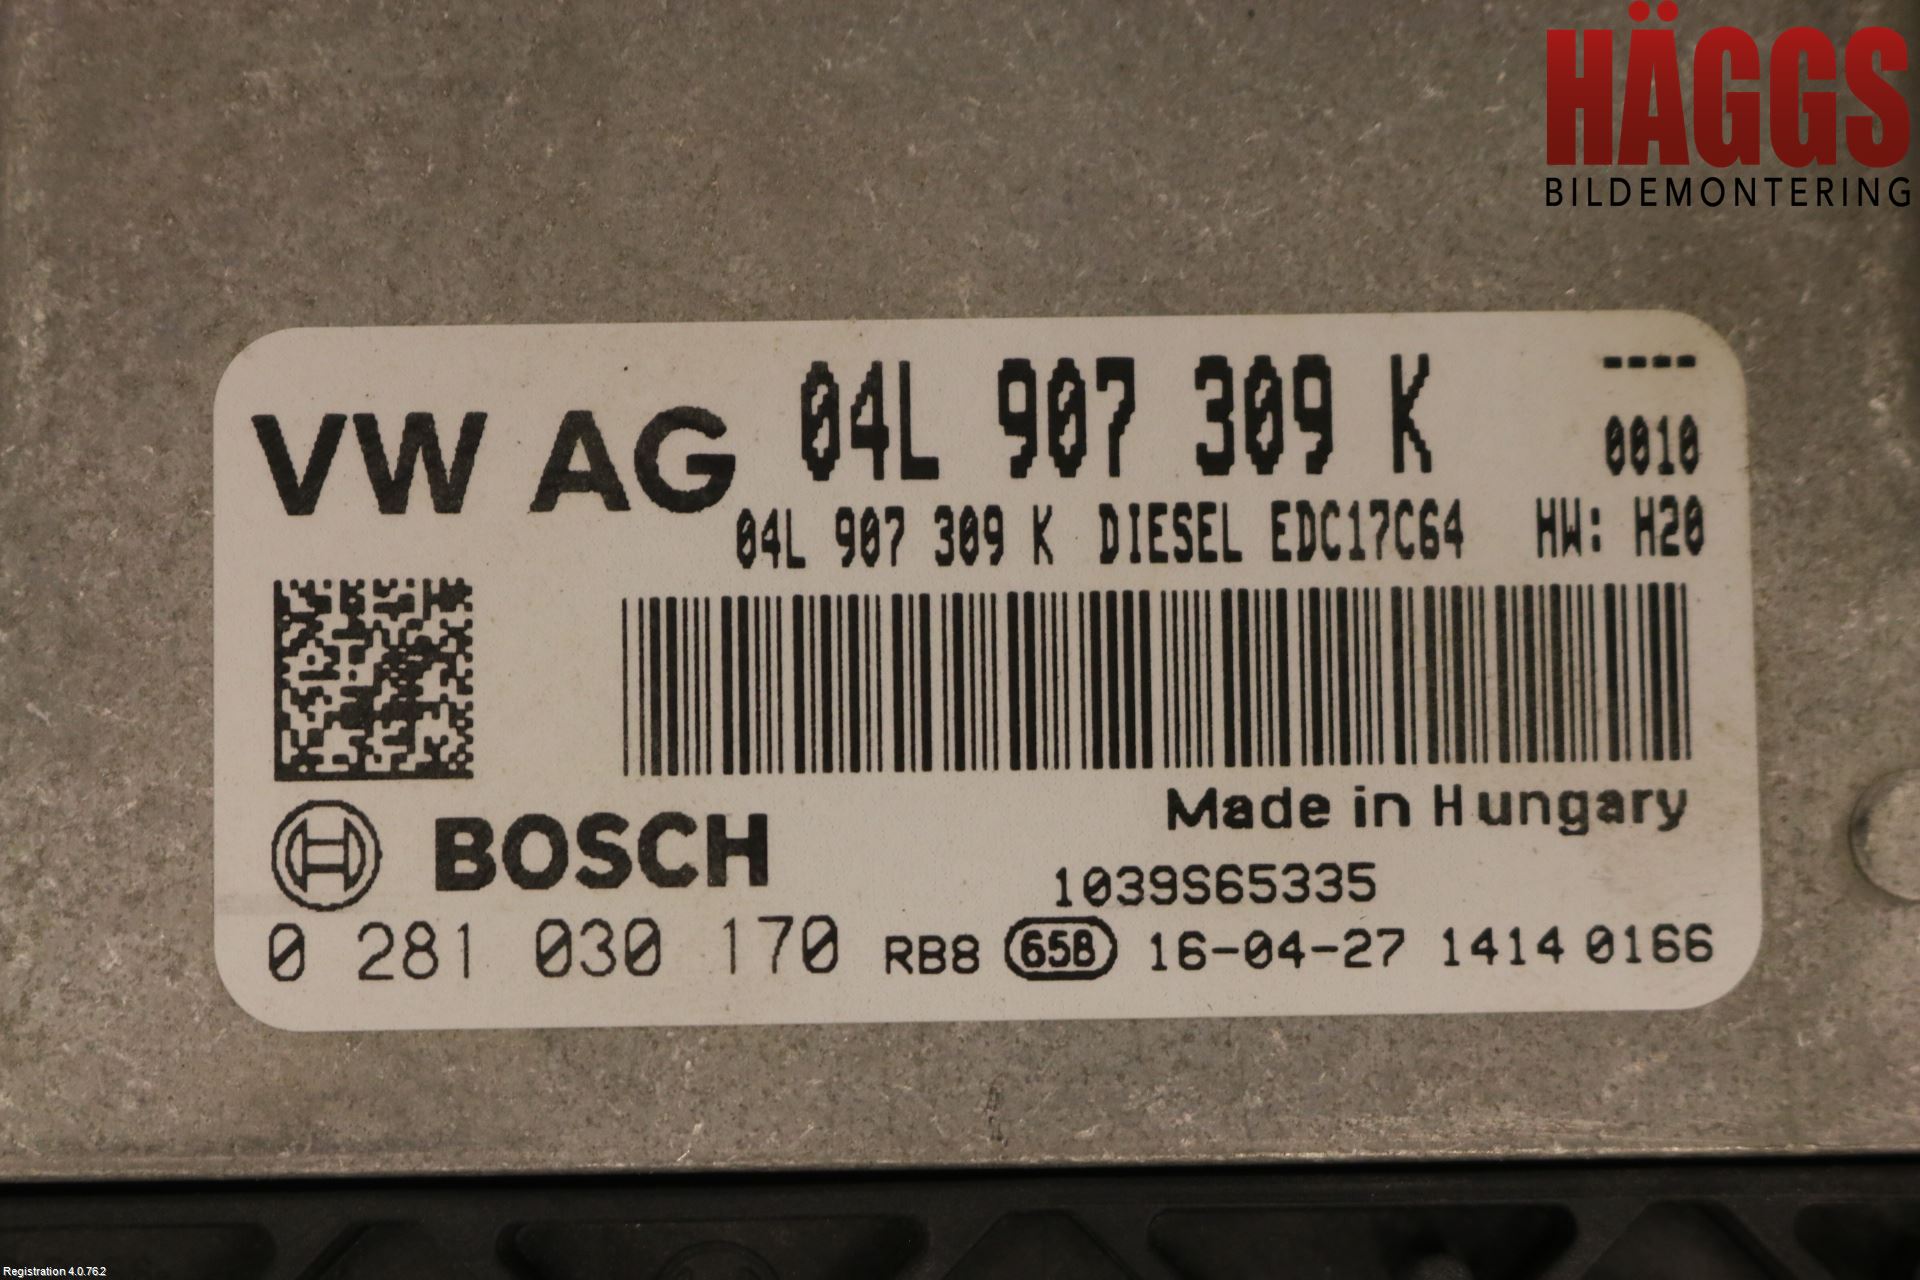 HÄGGS
BILDEMONTERING
VW AG 04L 907 309 K ----
0010
04L 907 309 K DIESEL EDC17C64 HW: H20
Made in Hungary
BOSCH
1039S65335
0 281 030 170 RB8 65B 16-04-27 1414 0166
Registration 4.0.76.2